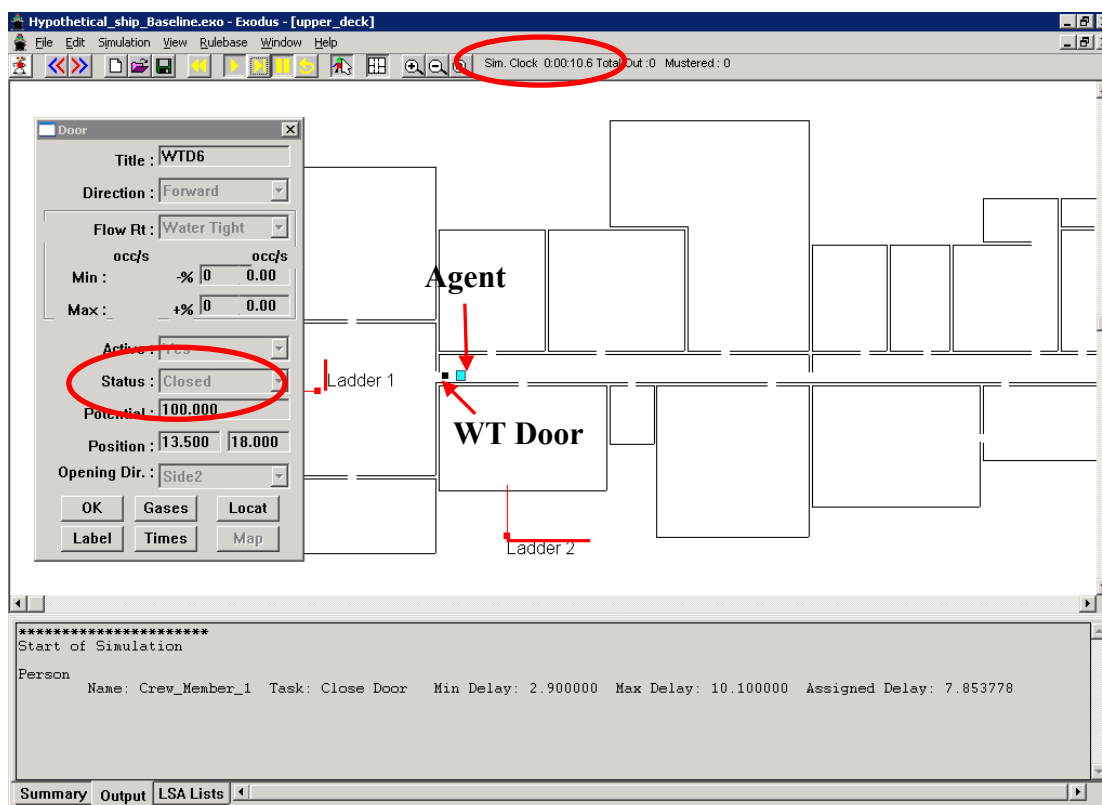 Hypothetical_ship_Baseline.exo - Exodus - [upper_deck]
File Edit Simulation View Rulebase Window Help
Sim. Clock 0:00:10.6 Total Out :0 Mustered : 0
Door
Title : WTD6
Direction : Forward
Flow Rt : Water Tight
occ/s occ/s
Min : -% 0 0.00
Max : +% 0 0.00
Active : Yes
Status : Closed
Potential : 100.000
Position : 13.500 18.000
Opening Dir. : Side2
OK Gases Locat
Label Times Map
Agent
Ladder 1
WT Door
Ladder 2
**********************
Start of Simulation
Person
Name: Crew_Member_1 Task: Close Door Min Delay: 2.900000 Max Delay: 10.100000 Assigned Delay: 7.853778
Summary Output LSA Lists